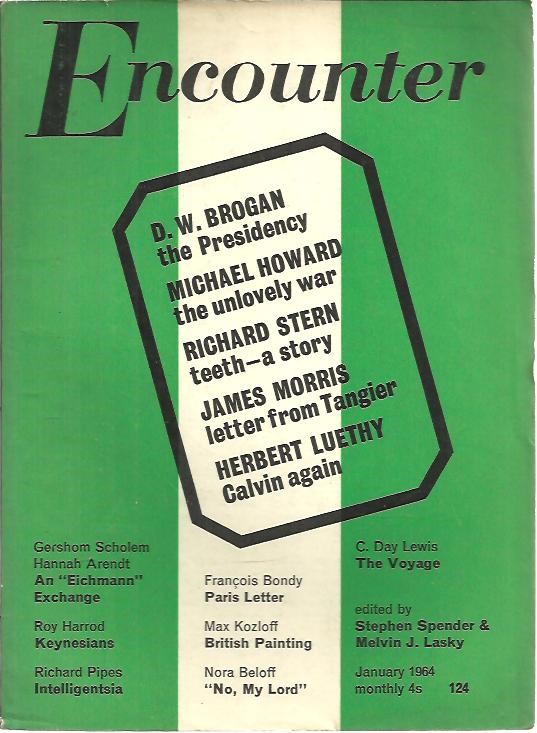 Encounter
D. W. BROGAN
the Presidency
MICHAEL HOWARD
the unlovely war
RICHARD STERN
teeth—a story
JAMES MORRIS
letter from Tangier
HERBERT LUETHY
Calvin again
Gershom Scholem
Hannah Arendt
An "Eichmann"
Exchange
Roy Harrod
Keynesians
Richard Pipes
Intelligentsia
François Bondy
Paris Letter
Max Kozloff
British Painting
Nora Beloff
"No, My Lord"
C. Day Lewis
The Voyage
edited by
Stephen Spender &
Melvin J. Lasky
January 1964
monthly 4s 124